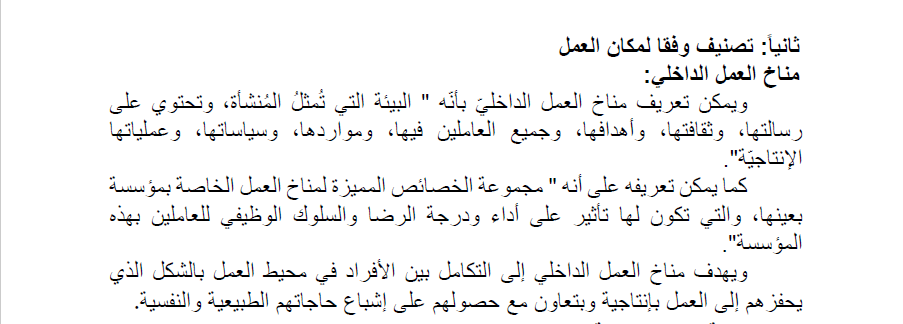 ثانياً: تصنيف وفقا لمكان العمل
مناخ العمل الداخلي:
ويمكن تعريف مناخ العمل الداخليّ بأنّه " البيئة التي تُمثلُ المُنشأة، وتحتوي على
رسالتها، وثقافتها، وأهدافها، وجميع العاملين فيها، ومواردها، وسياساتها، وعملياتها
الإنتاجيّة".
كما يمكن تعريفه على أنه " مجموعة الخصائص المميزة لمناخ العمل الخاصة بمؤسسة
بعينها، والتي تكون لها تأثير على أداء ودرجة الرضا والسلوك الوظيفي للعاملين بهذه
المؤسسة".
ويهدف مناخ العمل الداخلي إلى التكامل بين الأفراد في محيط العمل بالشكل الذي
يحفزهم إلى العمل بإنتاجية وبتعاون مع حصولهم على إشباع حاجاتهم الطبيعية والنفسية.